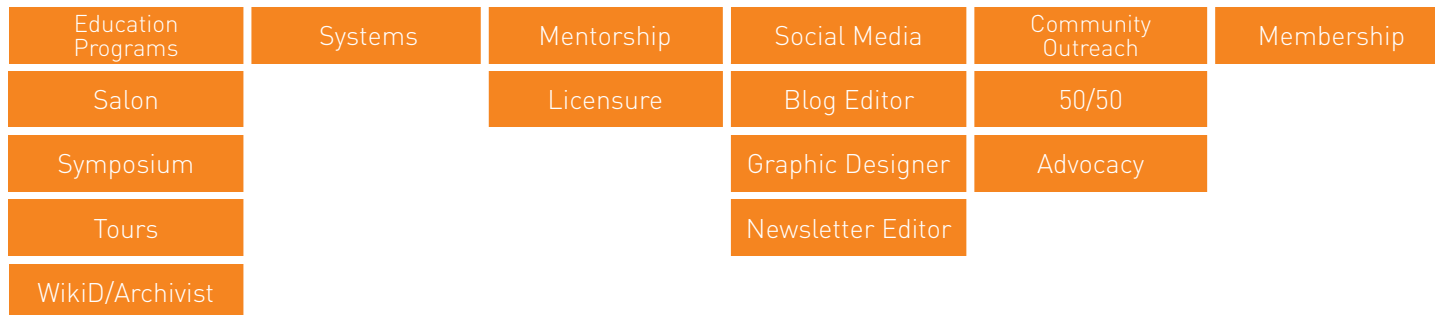 Education
Programs
Systems
Mentorship
Social Media
Community
Outreach
Membership
Salon
Licensure
Blog Editor
50/50
Symposium
Graphic Designer
Advocacy
Tours
Newsletter Editor
WikiD/Archivist